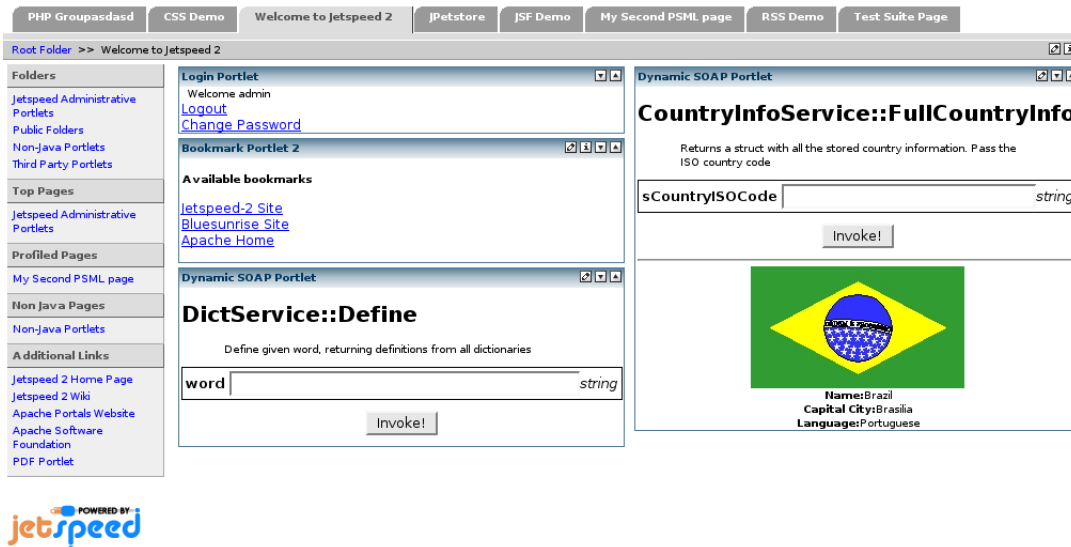 PHP Groupasdasd CSS Demo Welcome to Jetspeed 2 JPetstore JSF Demo My Second PSML page RSS Demo Test Suite Page
Root Folder >> Welcome to Jetspeed 2
Folders
Jetspeed Administrative
Portlets
Public Folders
Non-Java Portlets
Third Party Portlets
Top Pages
Jetspeed Administrative
Portlets
Profiled Pages
My Second PSML page
Non Java Pages
Non-Java Portlets
Additional Links
Jetspeed 2 Home Page
Jetspeed 2 Wiki
Apache Portals Website
Apache Software
Foundation
PDF Portlet
POWERED BY
jetspeed
Login Portlet
Welcome admin
Logout
Change Password
Bookmark Portlet 2
Available bookmarks
Jetspeed-2 Site
Bluesunrise Site
Apache Home
Dynamic SOAP Portlet
DictService::Define
Define given word, returning definitions from all dictionaries
word string
Invoke!
Dynamic SOAP Portlet
CountryInfoService::FullCountryInfo
Returns a struct with all the stored country information. Pass the
ISO country code
sCountryISOCode string
Invoke!
Name:Brazil
Capital City:Brasilia
Language:Portuguese